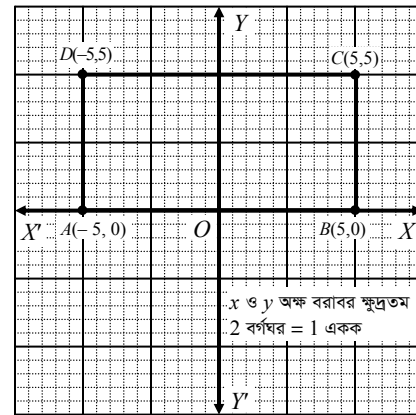 Y
D(−5,5)
C(5,5)
X′
A(− 5, 0)
O
B(5,0)
X
x ও y অক্ষ বরাবর ক্ষুদ্রতম
2 বর্গঘর = 1 একক
Y′